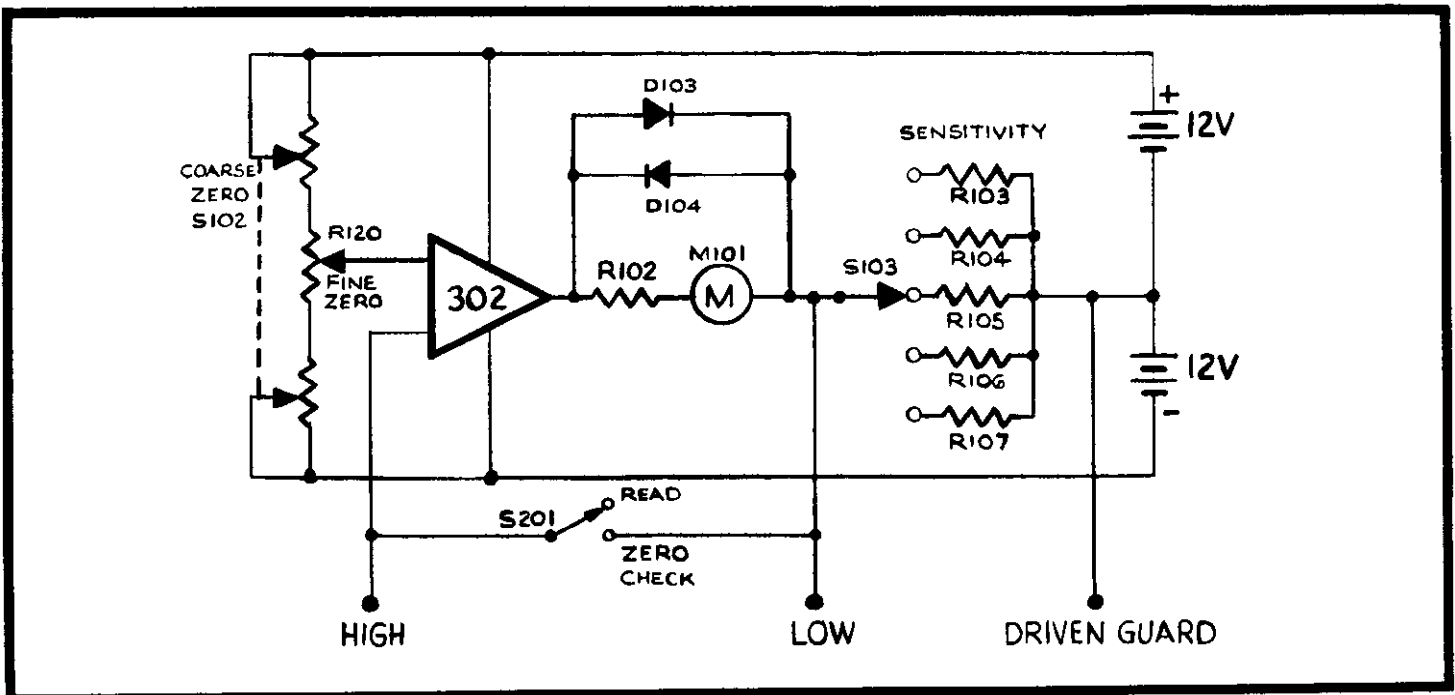 D103
+
12V
SENSITIVITY
COARSE
ZERO
S102
R103
D104
R120
FINE
ZERO
302
R102
M101
M
S103
R104
R105
R106
12V
-
R107
READ
S201
ZERO
CHECK
HIGH
LOW
DRIVEN GUARD